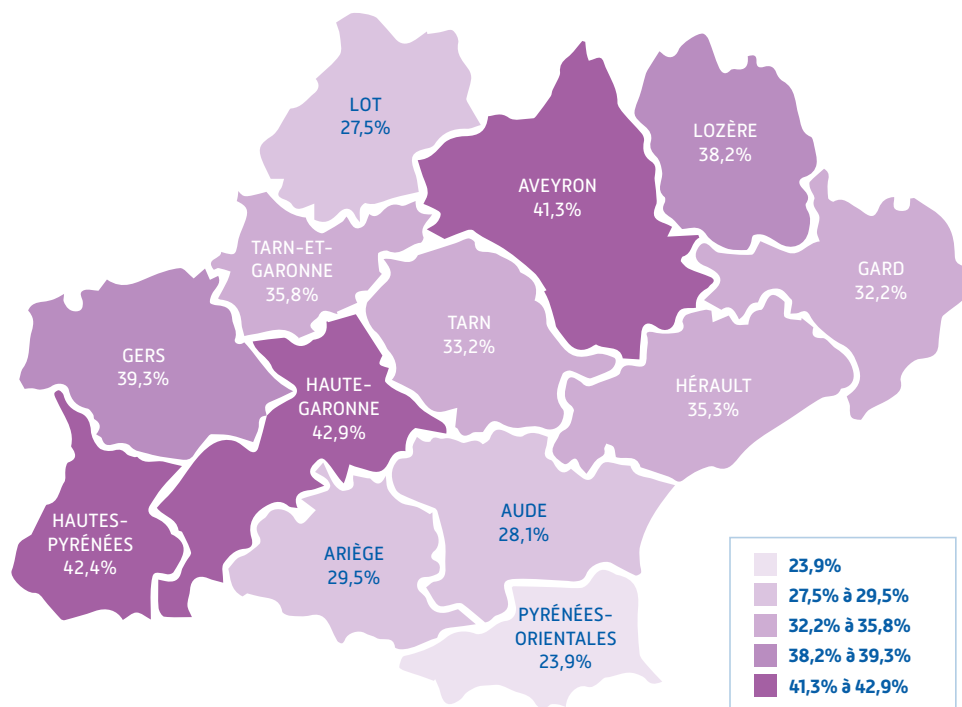 LOT
27,5%
LOZÈRE
38,2%
AVEYRON
41,3%
TARN-ET-
GARONNE
35,8%
GARD
32,2%
TARN
33,2%
GERS
39,3%
HAUTE-
GARONNE
42,9%
HÉRAULT
35,3%
HAUTES-
PYRÉNÉES
42,4%
AUDE
28,1%
ARIÈGE
29,5%
PYRÉNÉES-
ORIENTALES
23,9%
23,9%
27,5% à 29,5%
32,2% à 35,8%
38,2% à 39,3%
41,3% à 42,9%